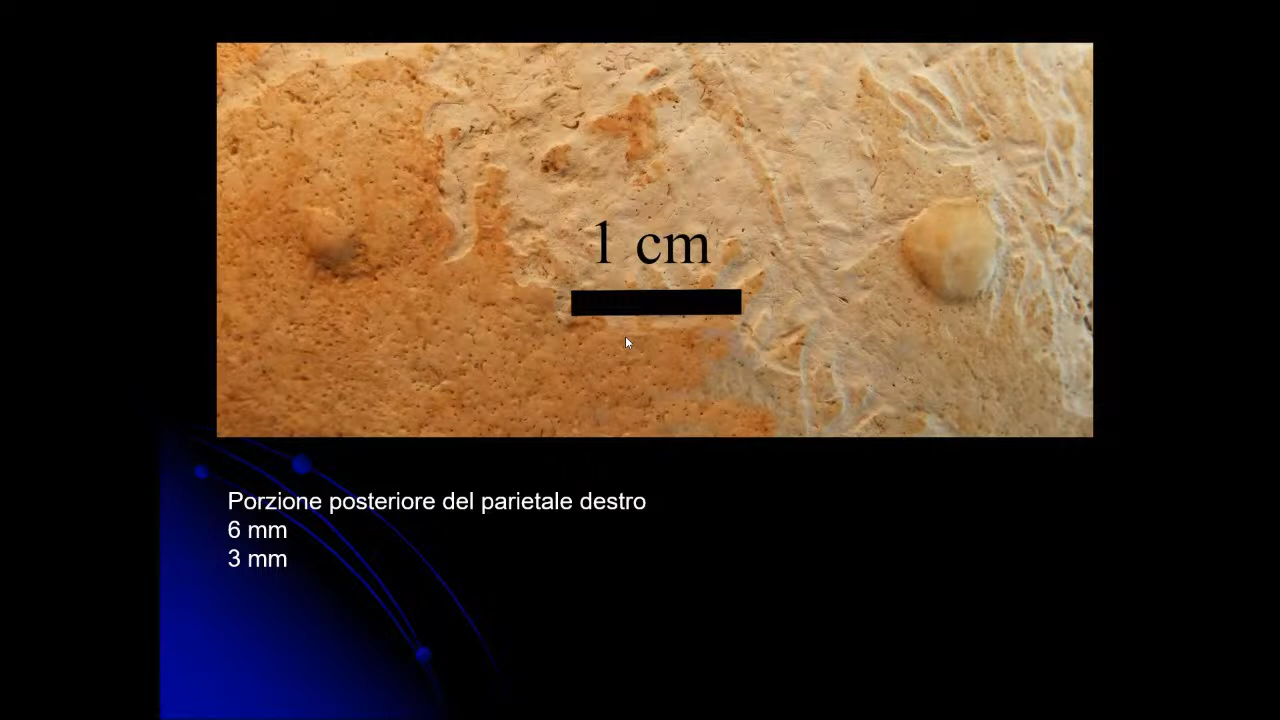 1 cm
Porzione posteriore del parietale destro
6 mm
3 mm